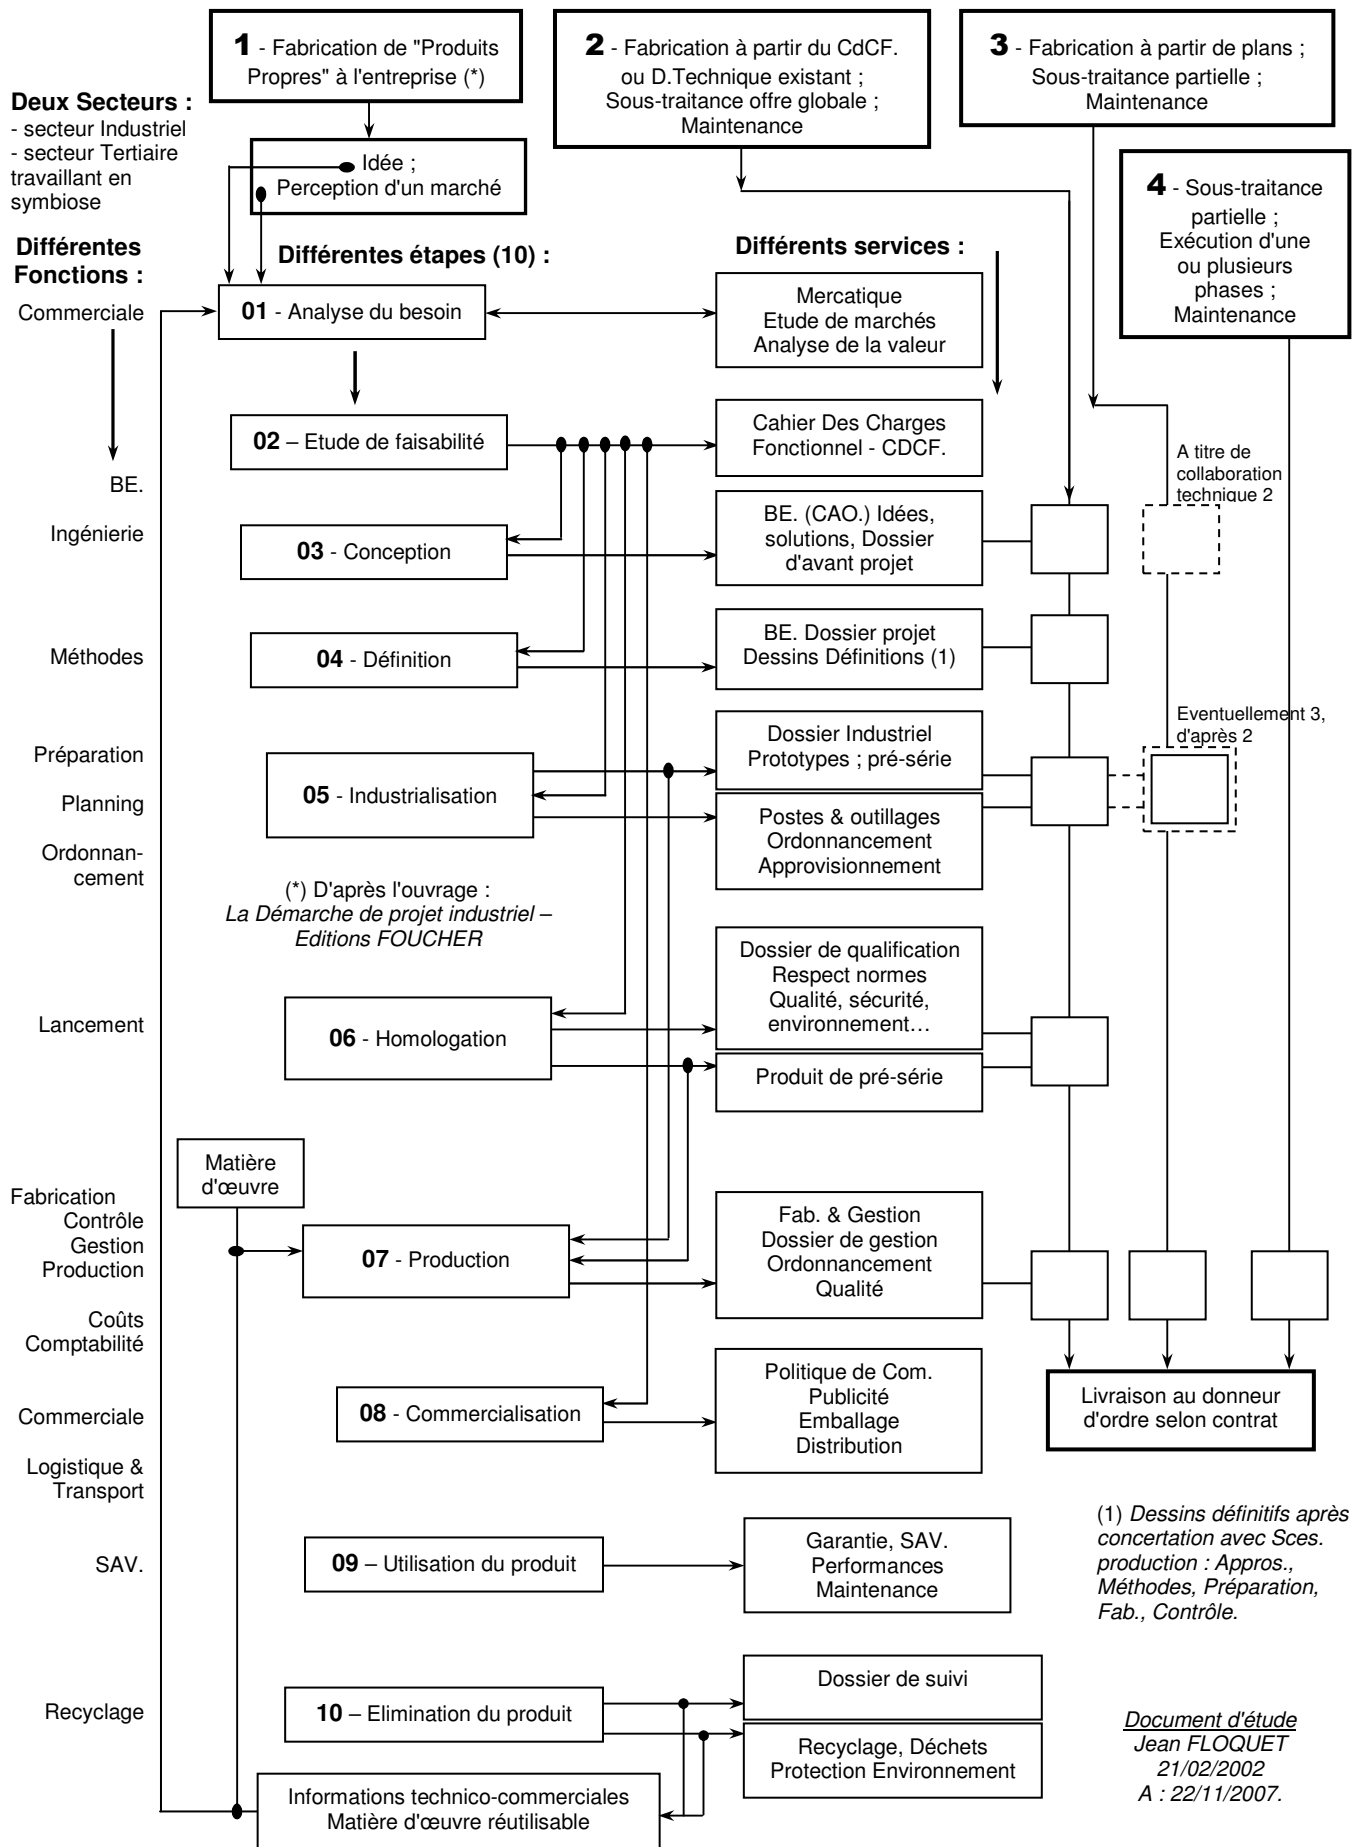 1 - Fabrication de "Produits
Propres" à l'entreprise (*)
2 - Fabrication à partir du CdCF.
ou D.Technique existant ;
Sous-traitance offre globale ;
Maintenance
3 - Fabrication à partir de plans ;
Sous-traitance partielle ;
Maintenance
Deux Secteurs :
- secteur Industriel
- secteur Tertiaire
travaillant en
symbiose
Idée ;
Perception d'un marché
4 - Sous-traitance
partielle ;
Exécution d'une
ou plusieurs
phases ;
Maintenance
Différentes
Fonctions :
Différentes étapes (10) :
Différents services :
Commerciale
01 - Analyse du besoin
Mercatique
Etude de marchés
Analyse de la valeur
02 – Etude de faisabilité
Cahier Des Charges
Fonctionnel - CDCF.
A titre de
collaboration
technique 2
BE.
Ingénierie
03 - Conception
BE. (CAO.) Idées,
solutions, Dossier
d'avant projet
Méthodes
04 - Définition
BE. Dossier projet
Dessins Définitions (1)
Eventuellement 3,
d'après 2
Préparation
Planning
Ordonnan-
cement
05 - Industrialisation
Dossier Industriel
Prototypes ; pré-série
Postes & outillages
Ordonnancement
Approvisionnement
(*) D'après l'ouvrage :
La Démarche de projet industriel –
Editions FOUCHER
Lancement
06 - Homologation
Dossier de qualification
Respect normes
Qualité, sécurité,
environnement…
Produit de pré-série
Matière
d'œuvre
Fabrication
Contrôle
Gestion
Production
07 - Production
Fab. & Gestion
Dossier de gestion
Ordonnancement
Qualité
Coûts
Comptabilité
Commerciale
08 - Commercialisation
Politique de Com.
Publicité
Emballage
Distribution
Livraison au donneur
d'ordre selon contrat
Logistique &
Transport
(1) Dessins définitifs après
concertation avec Sces.
production : Appros.,
Méthodes, Préparation,
Fab., Contrôle.
SAV.
09 – Utilisation du produit
Garantie, SAV.
Performances
Maintenance
Recyclage
10 – Elimination du produit
Dossier de suivi
Recyclage, Déchets
Protection Environnement
Informations technico-commerciales
Matière d'œuvre réutilisable
Document d'étude
Jean FLOQUET
21/02/2002
A : 22/11/2007.